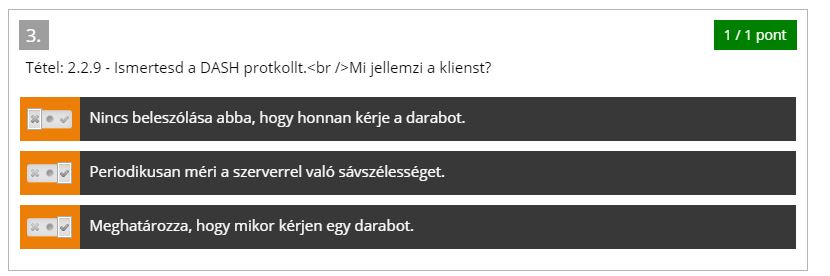 3.
1 / 1 pont
Tétel: 2.2.9 - Ismertesd a DASH protkollt.<br />Mi jellemzi a klienst?
Nincs beleszólása abba, hogy honnan kérje a darabot.
Periodikusan méri a szerverrel való sávszélességet.
Meghatározza, hogy mikor kérjen egy darabot.